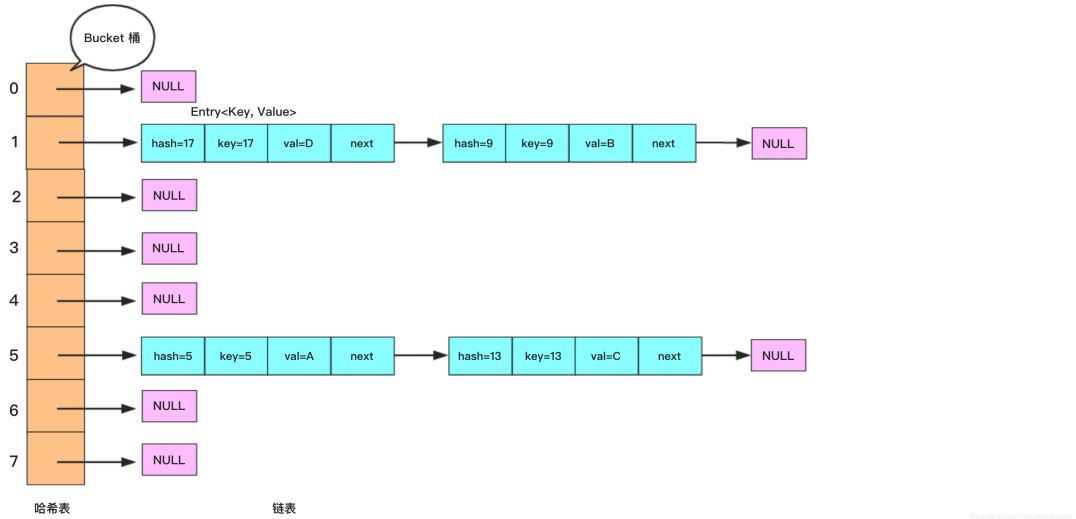 Bucket 桶
0
NULL
Entry<Key, Value>
1
hash=17 key=17 val=D next hash=9 key=9 val=B next NULL
2
NULL
3
NULL
4
NULL
5
hash=5 key=5 val=A next hash=13 key=13 val=C next NULL
6
NULL
7
NULL
哈希表 链表